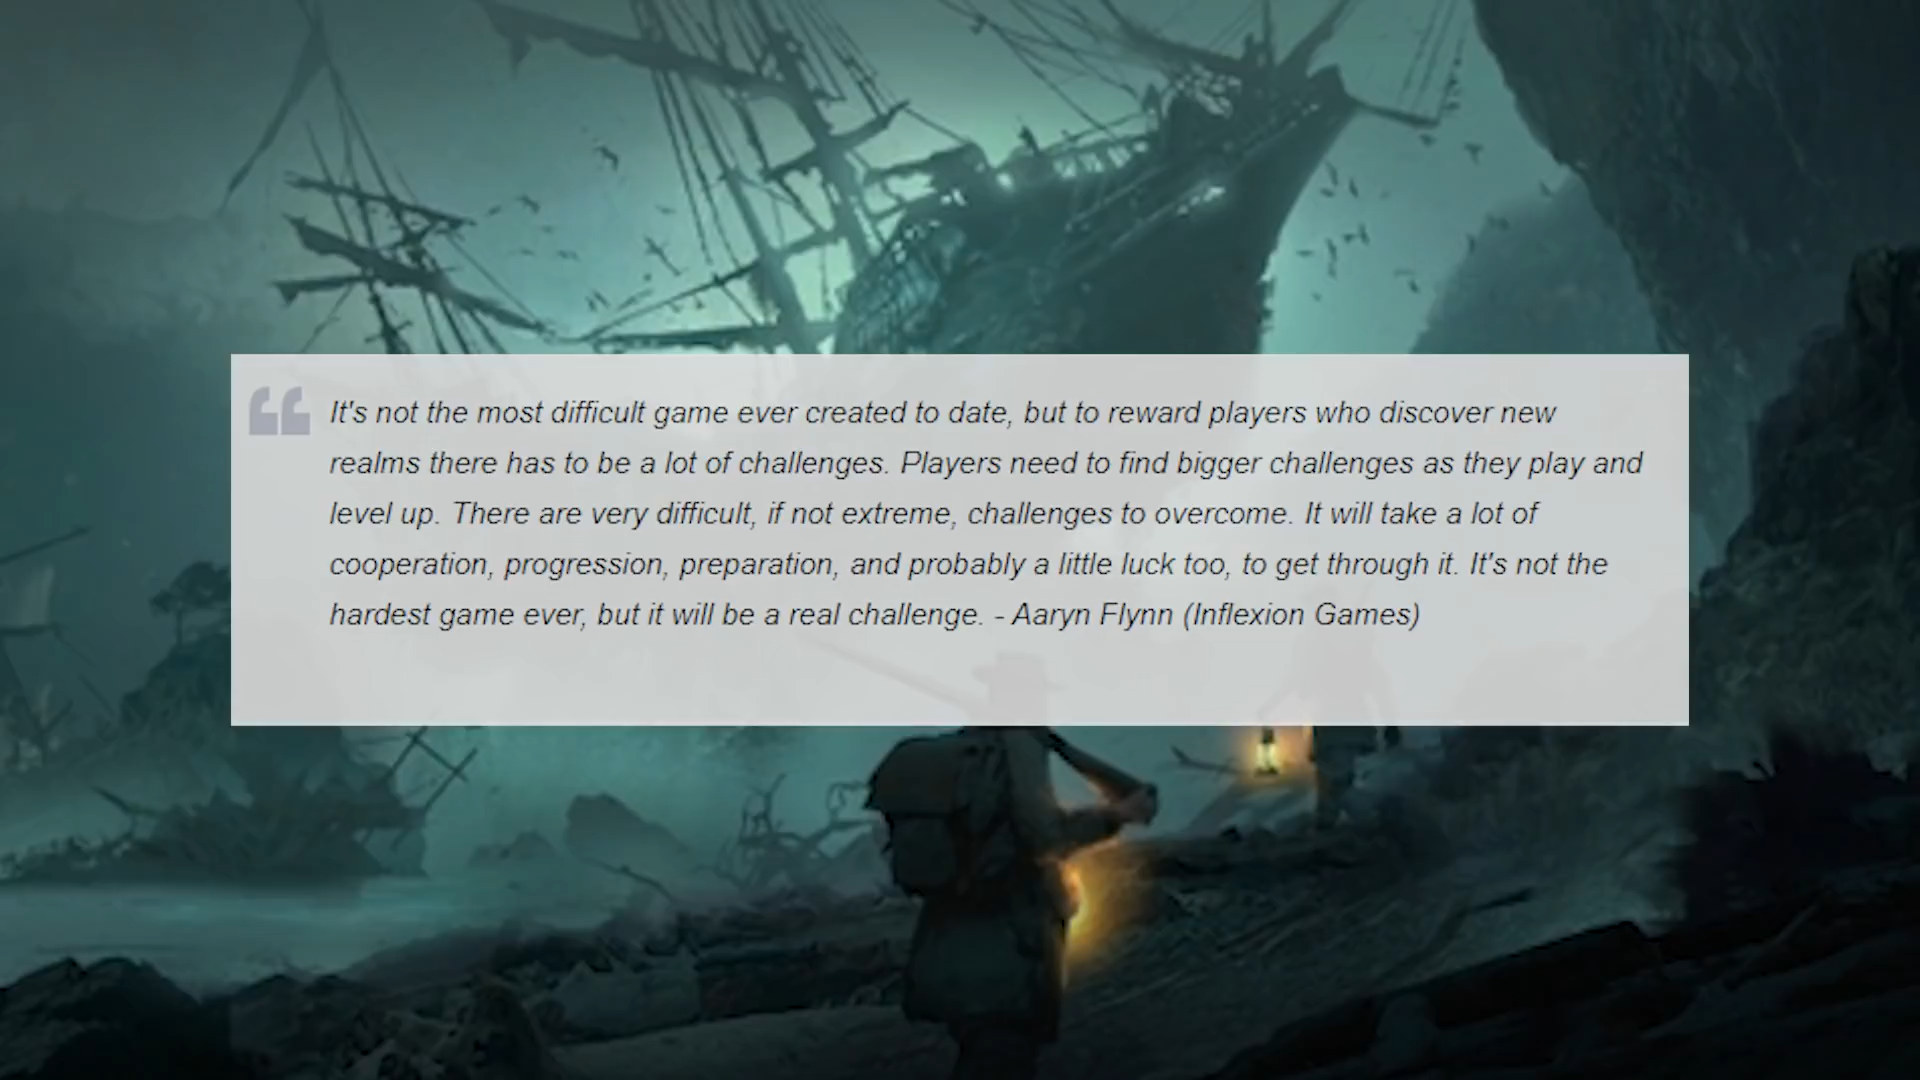 “
It's not the most difficult game ever created to date, but to reward players who discover new
realms there has to be a lot of challenges. Players need to find bigger challenges as they play and
level up. There are very difficult, if not extreme, challenges to overcome. It will take a lot of
cooperation, progression, preparation, and probably a little luck too, to get through it. It's not the
hardest game ever, but it will be a real challenge. - Aaryn Flynn (Inflexion Games)